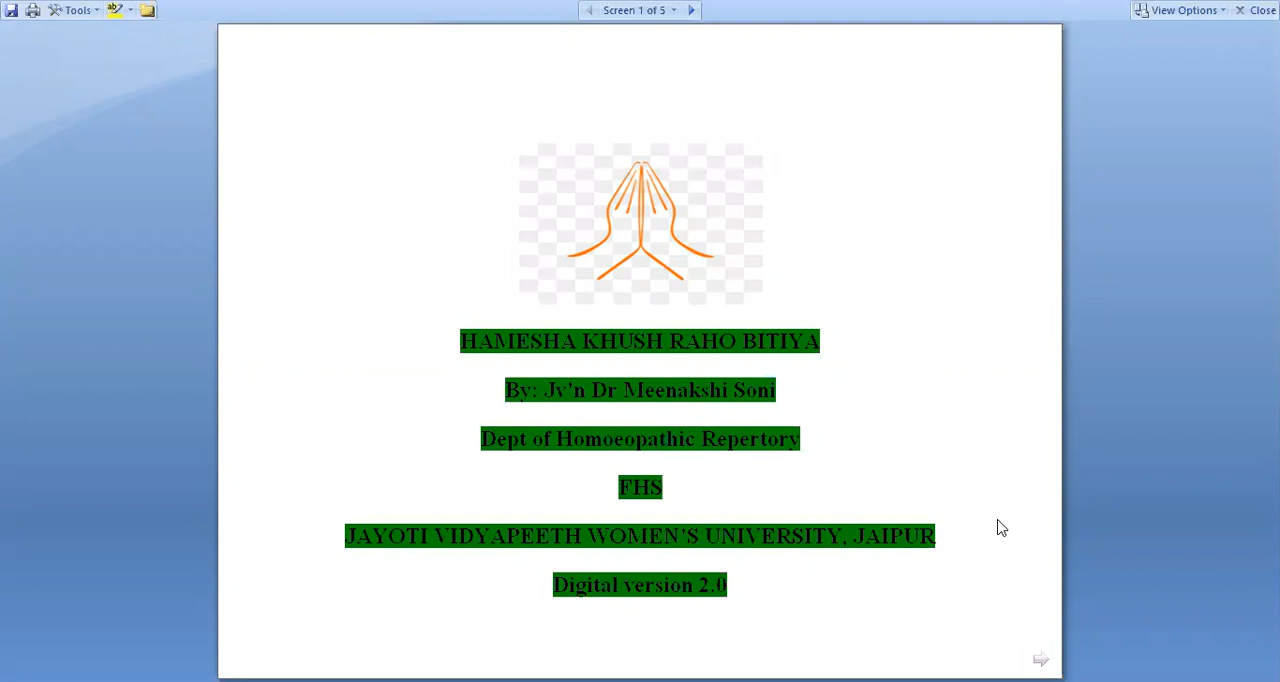 Tools
Screen 1 of 5
View Options
Close
HAMESHA KHUSH RAHO BITIYA
By: Jv'n Dr Meenakshi Soni
Dept of Homoeopathic Repertory
FHS
JAYOTI VIDYAPEETH WOMEN'S UNIVERSITY, JAIPUR
Digital version 2.0